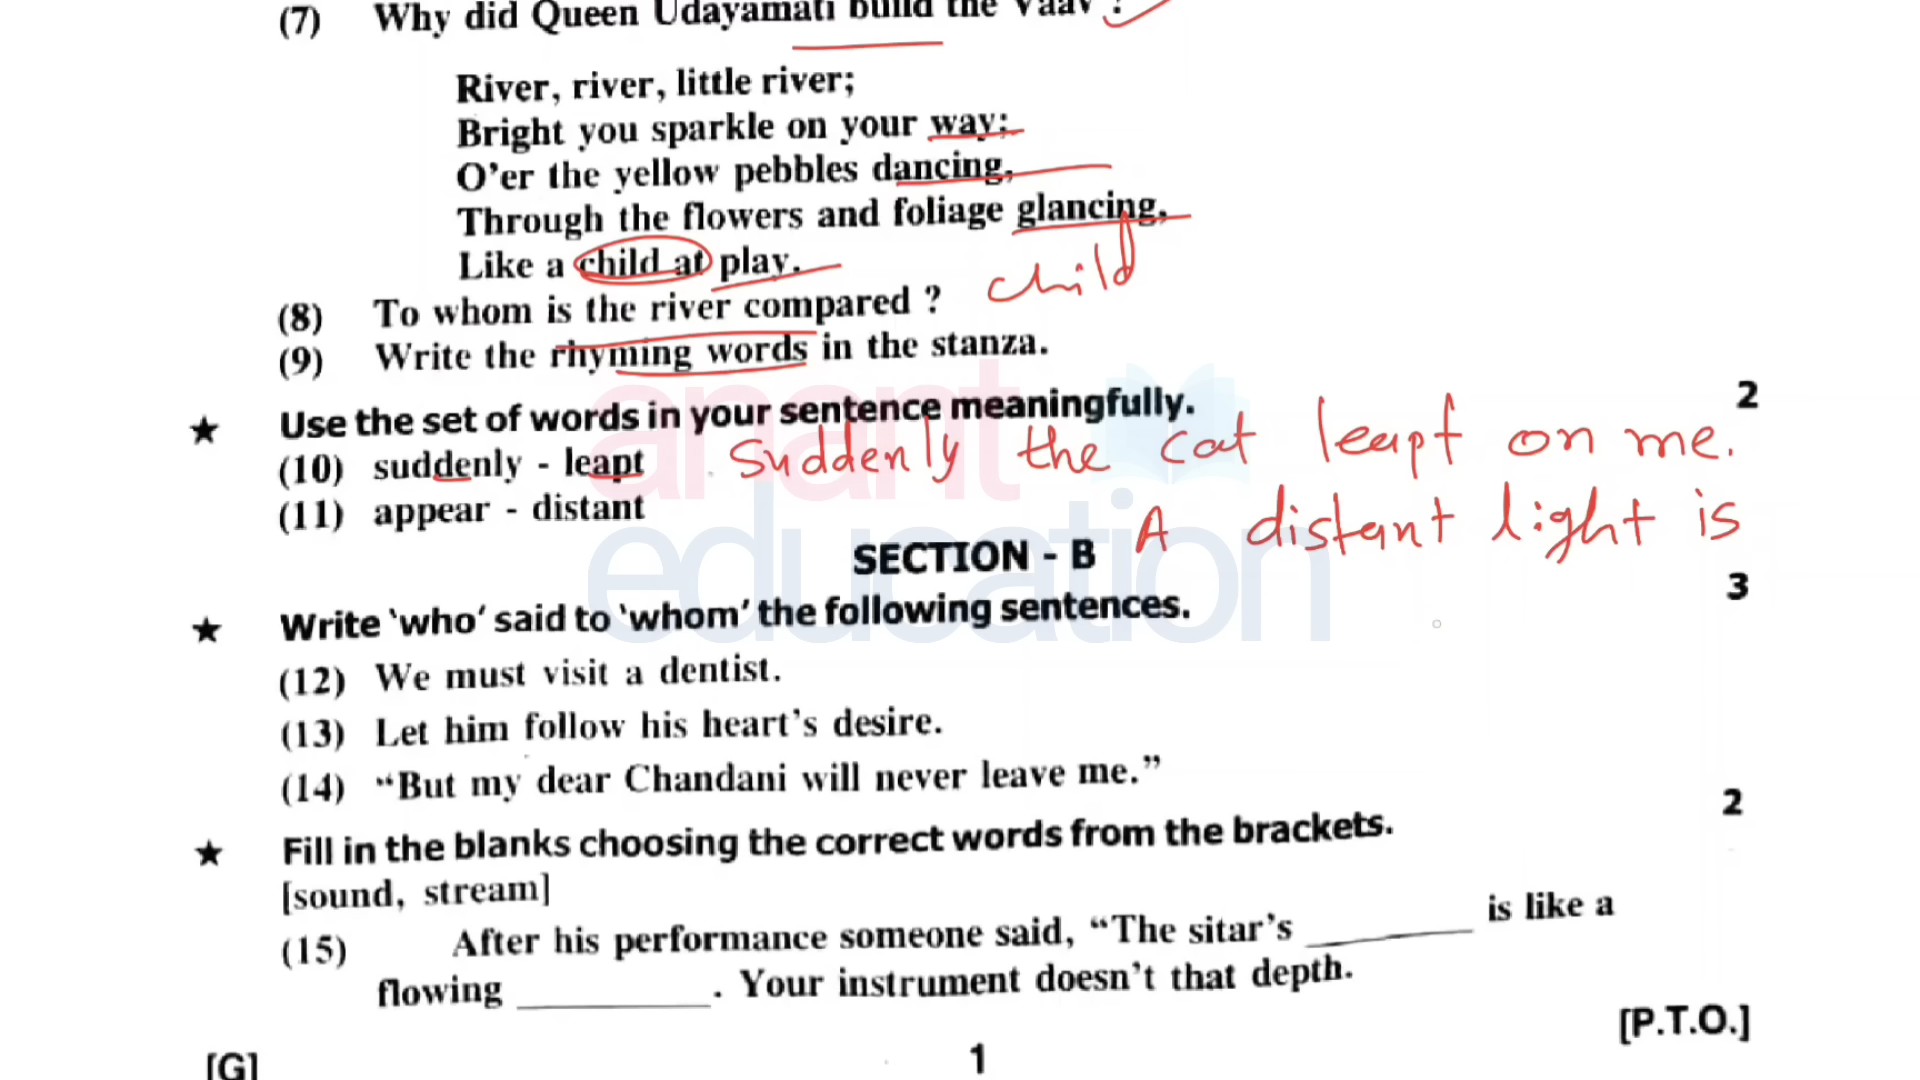 (7) Why did Queen Udayamati build the Vaav ?
River, river, little river;
Bright you sparkle on your way;
O’er the yellow pebbles dancing,
Through the flowers and foliage glancing,
Like a child at play.
child
(8) To whom is the river compared ?
(9) Write the rhyming words in the stanza.
anant
education
★ Use the set of words in your sentence meaningfully. 2
(10) suddenly - leapt Suddenly the cat leapt on me.
(11) appear - distant A distant light is
SECTION - B
★ Write ‘who’ said to ‘whom’ the following sentences. 3
(12) We must visit a dentist.
(13) Let him follow his heart’s desire.
(14) “But my dear Chandani will never leave me.”
★ Fill in the blanks choosing the correct words from the brackets. 2
[sound, stream]
(15) After his performance someone said, “The sitar’s ________ is like a
flowing _________ . Your instrument doesn’t that depth.
[P.T.O.]
[G] 1